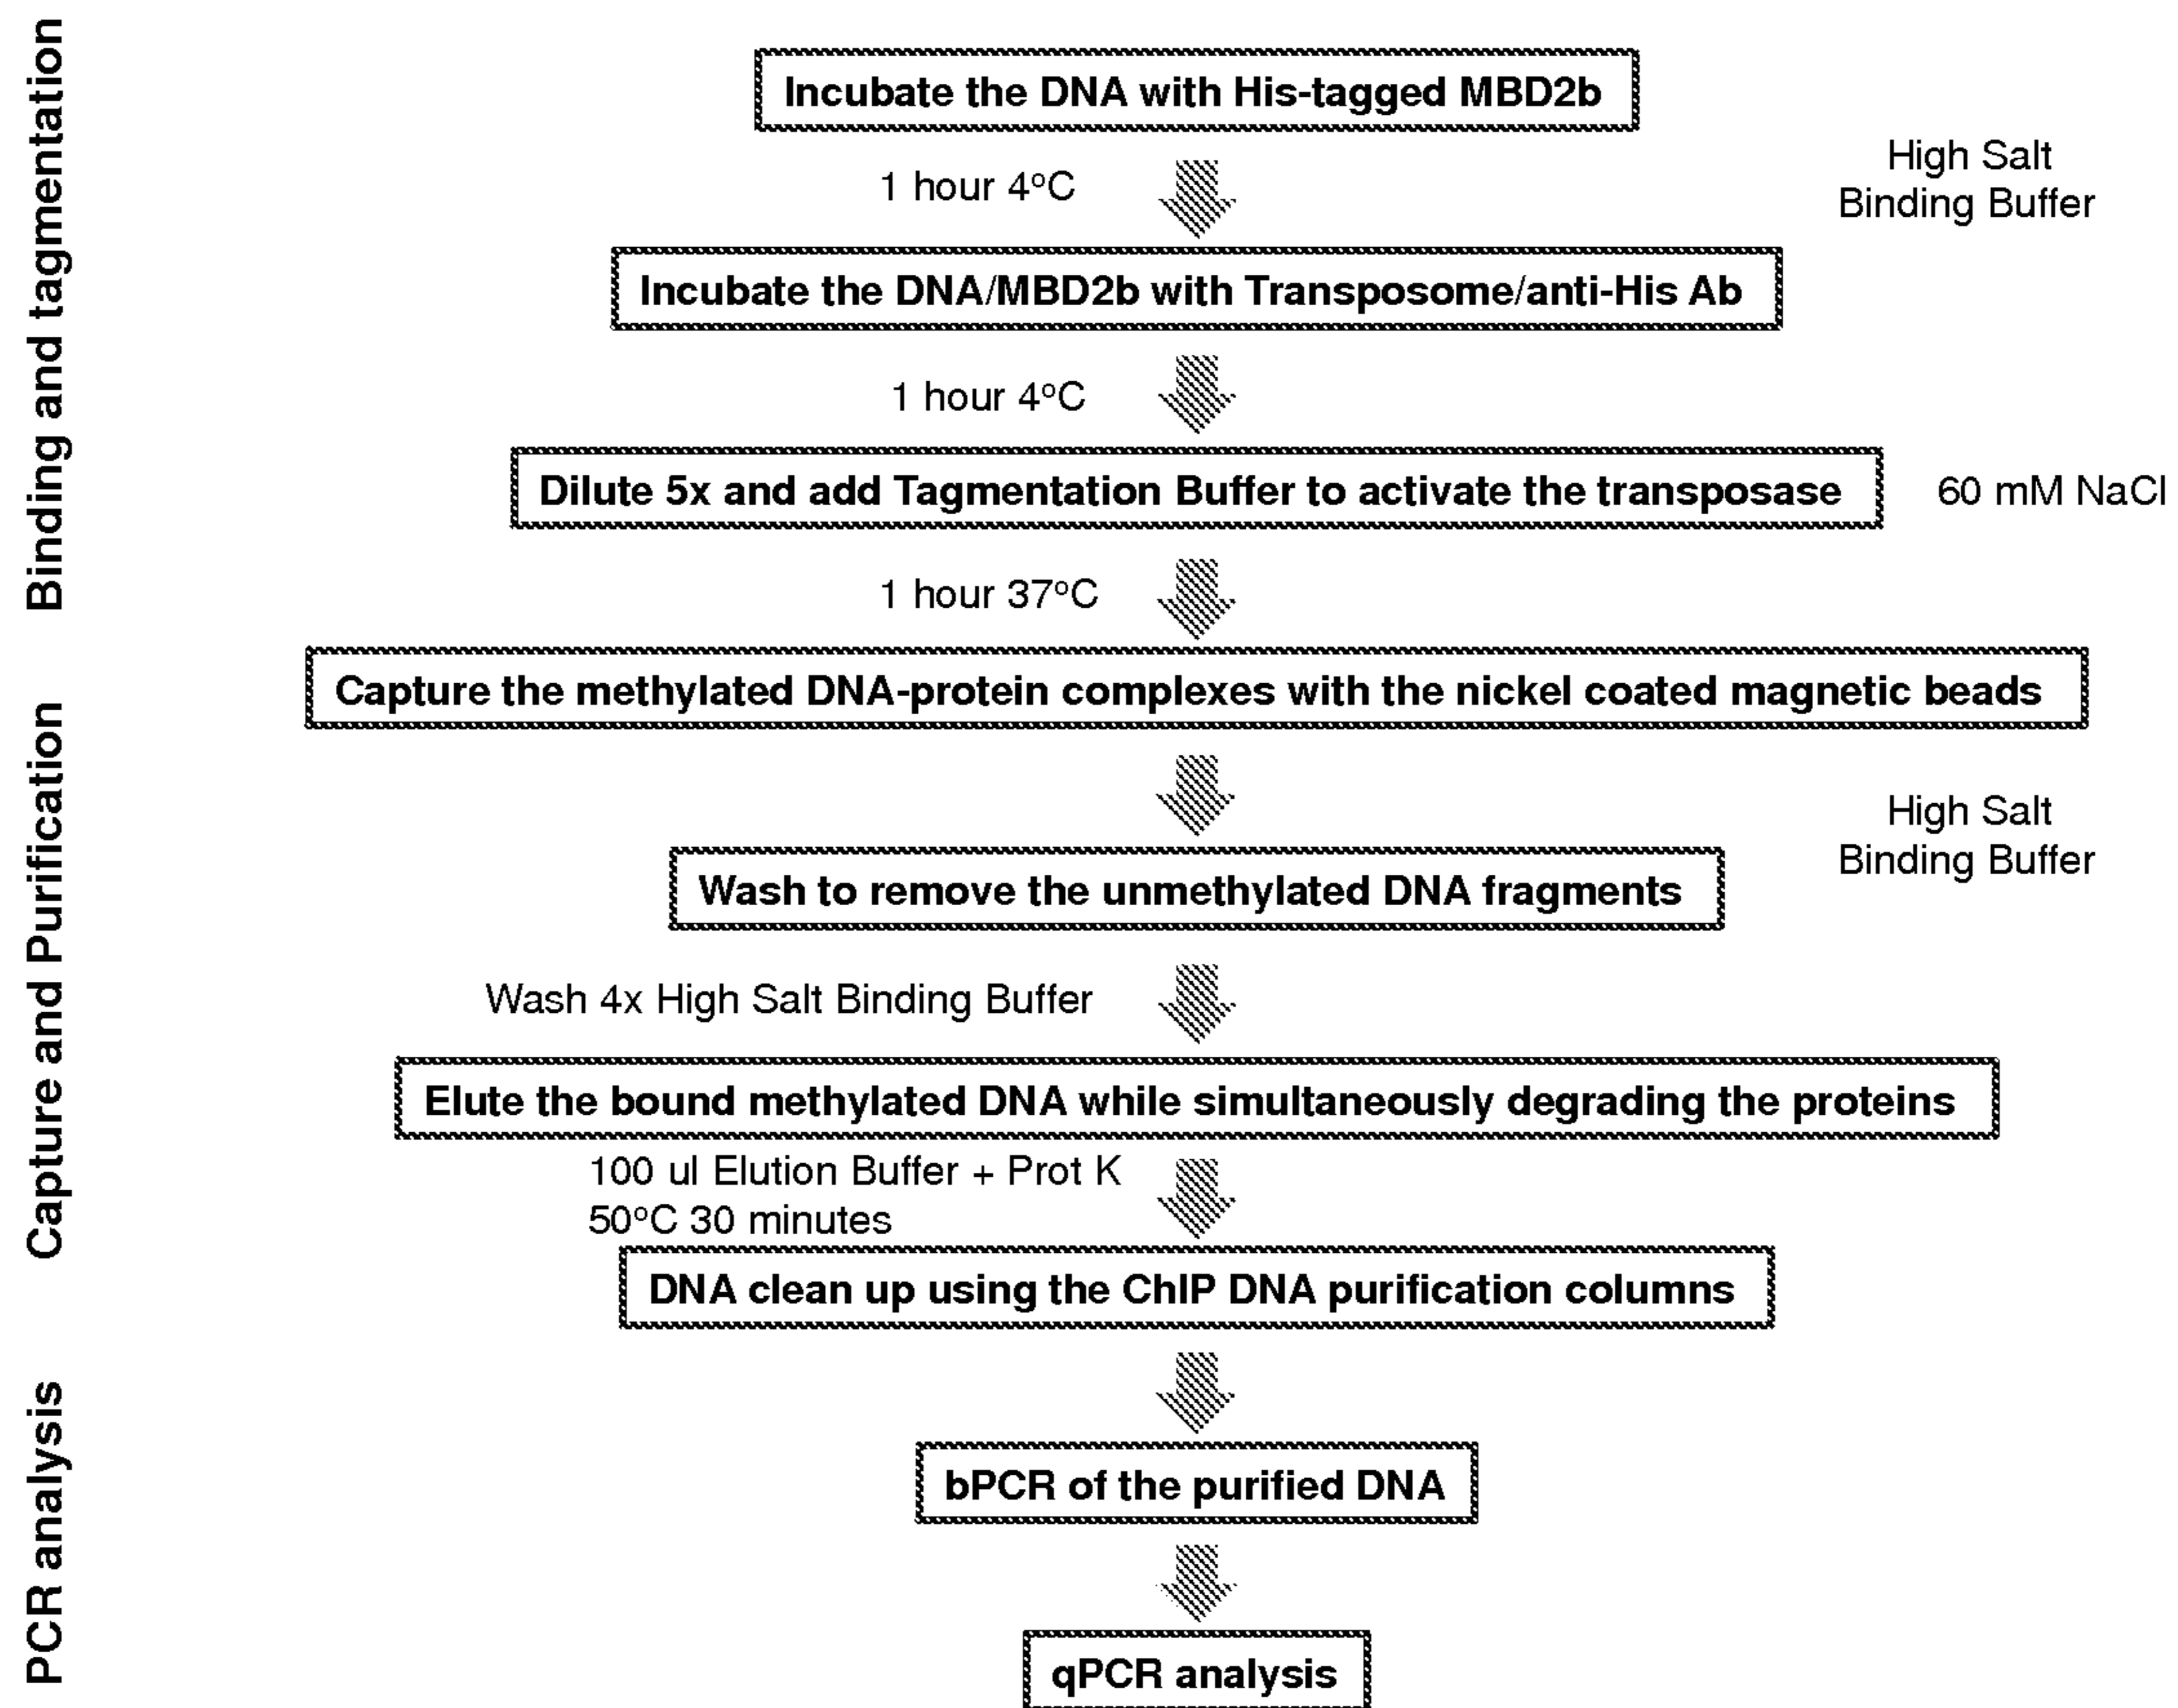 Binding and tagmentation
Incubate the DNA with His-tagged MBD2b
1 hour 4°C
High Salt
Binding Buffer
Incubate the DNA/MBD2b with Transposome/anti-His Ab
1 hour 4°C
Dilute 5x and add Tagmentation Buffer to activate the transposase
60 mM NaCl
1 hour 37°C
Capture and Purification
Capture the methylated DNA-protein complexes with the nickel coated magnetic beads
High Salt
Binding Buffer
Wash to remove the unmethylated DNA fragments
Wash 4x High Salt Binding Buffer
Elute the bound methylated DNA while simultaneously degrading the proteins
100 ul Elution Buffer + Prot K
50°C 30 minutes
DNA clean up using the ChIP DNA purification columns
PCR analysis
bPCR of the purified DNA
qPCR analysis